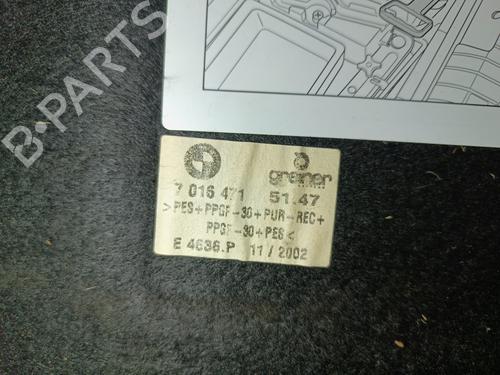 B-PARTS
greiner
7 016 471 51.47
>PES+PPGF-30+PUR-REC+
PPGF-30+PES<
E 4636.P 11/2002